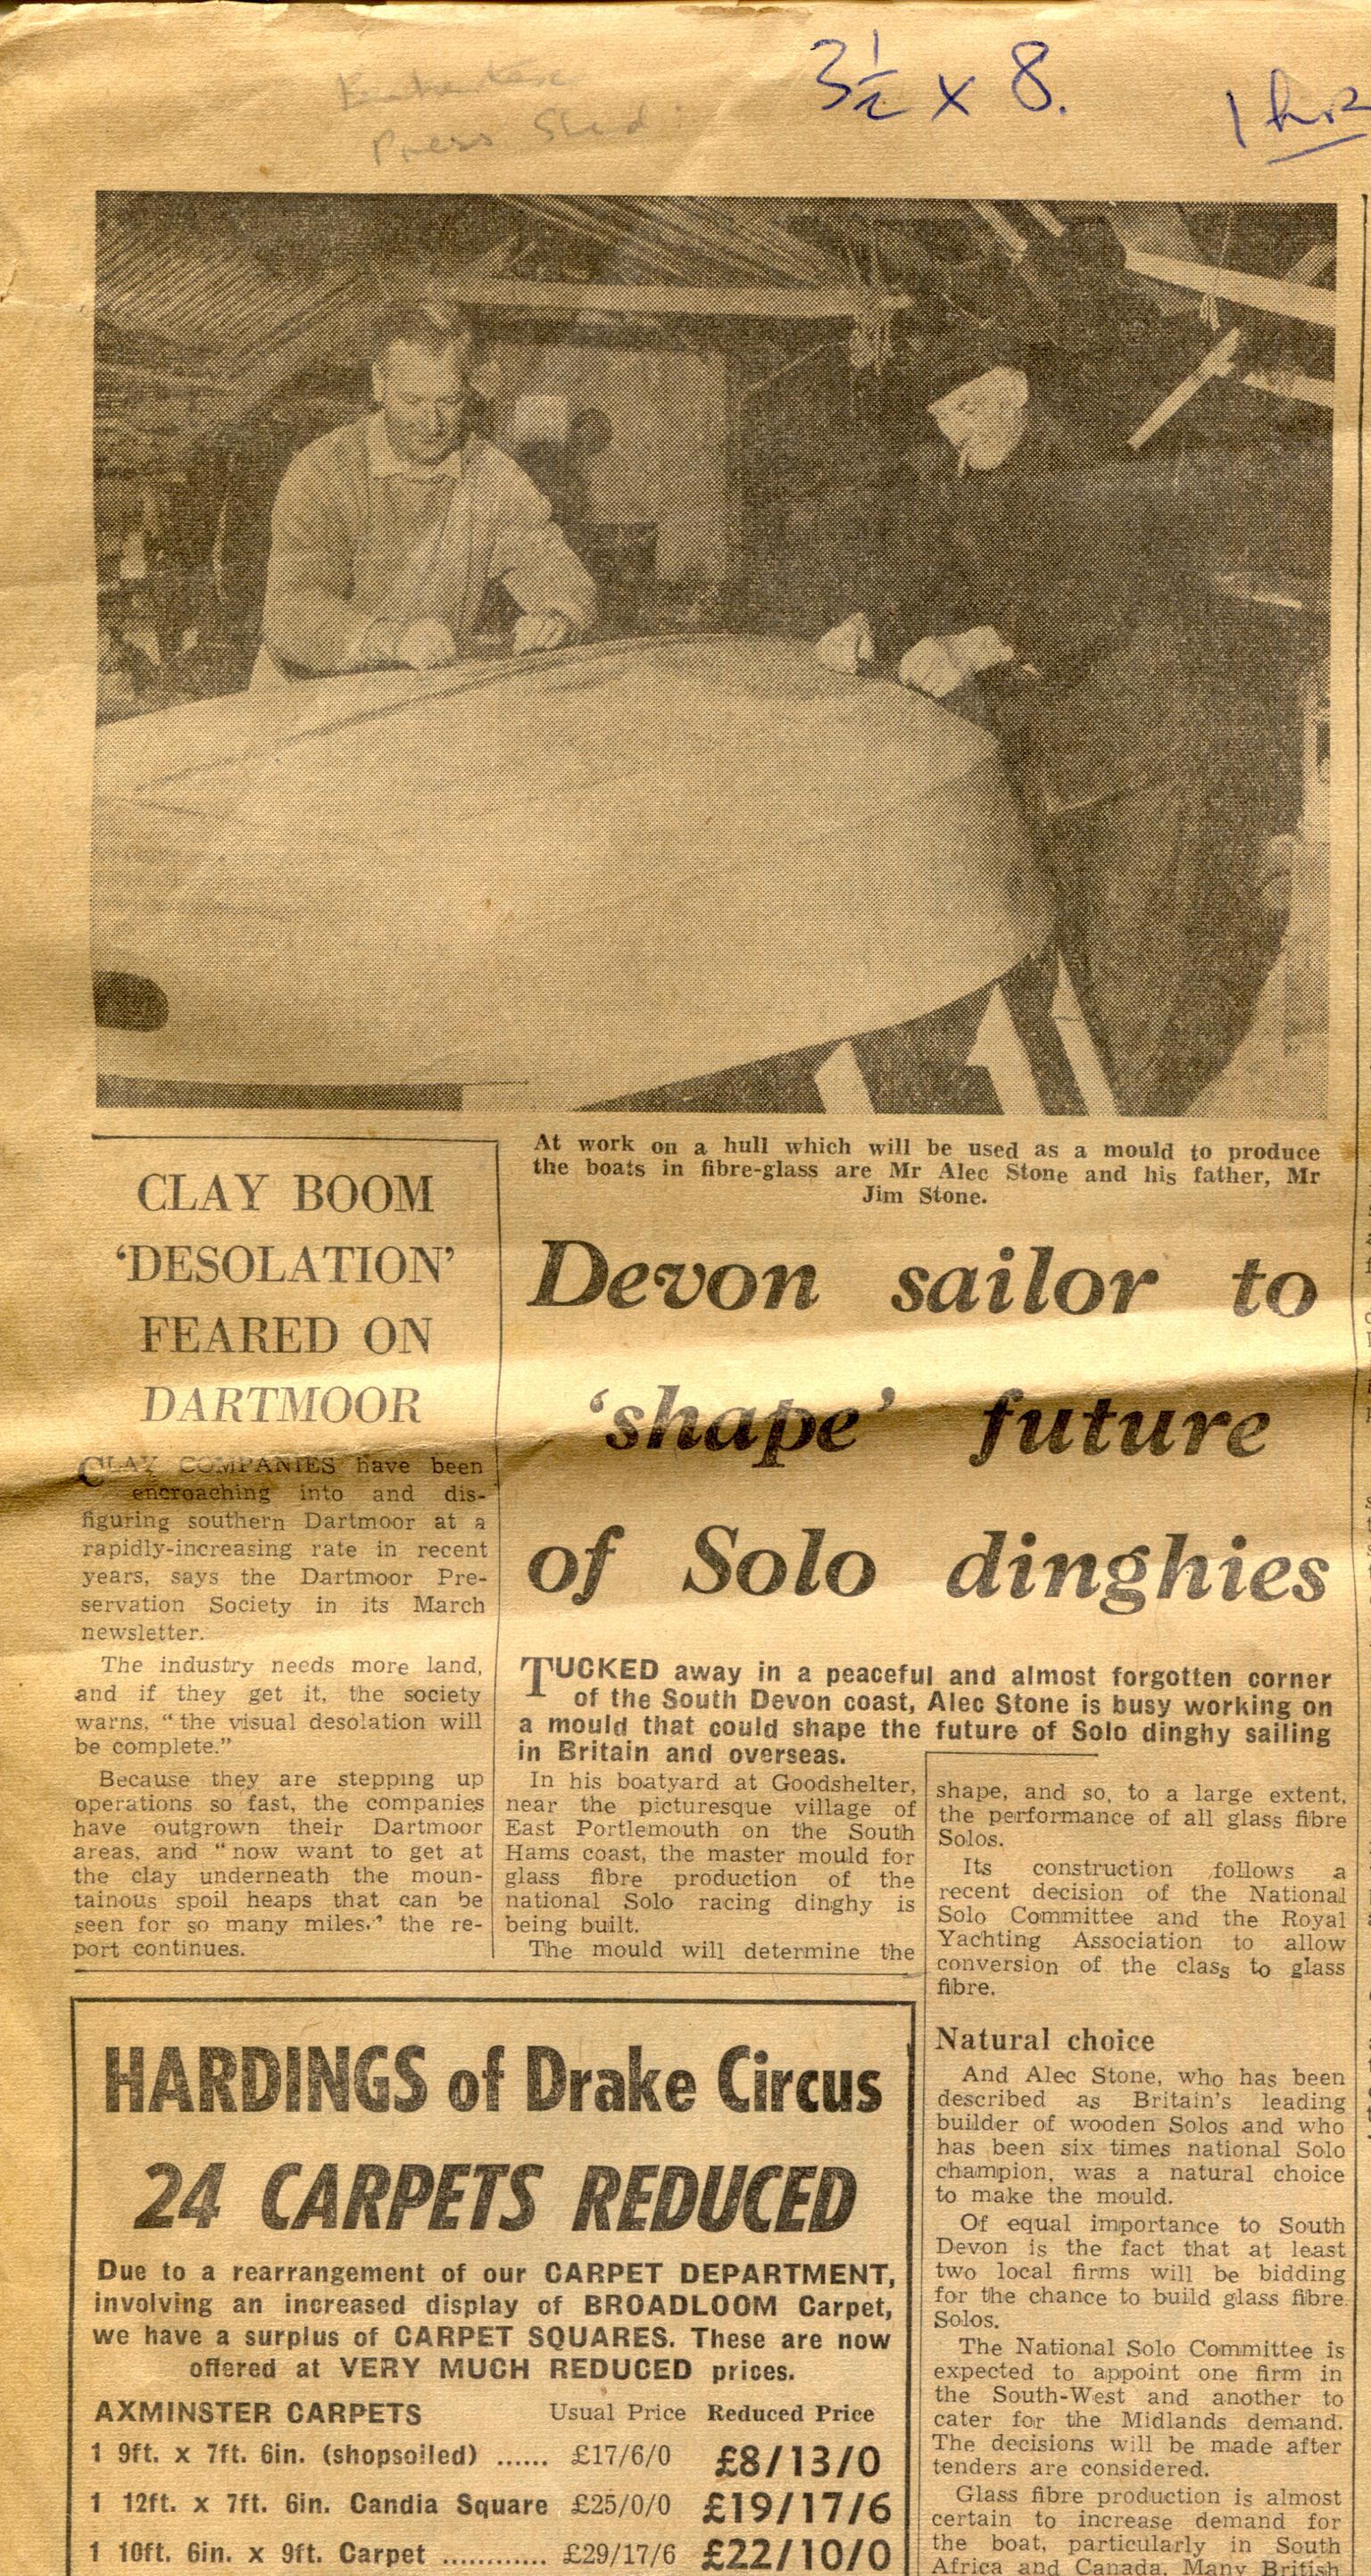 Press Shed
3½ x 8.
1 hr
At work on a hull which will be used as a mould to produce
the boats in fibre-glass are Mr Alec Stone and his father, Mr
Jim Stone.
CLAY BOOM
‘DESOLATION’
FEARED ON
DARTMOOR
CLAY COMPANIES have been
encroaching into and dis-
figuring southern Dartmoor at a
rapidly-increasing rate in recent
years, says the Dartmoor Pre-
servation Society in its March
newsletter.
The industry needs more land,
and if they get it, the society
warns, “the visual desolation will
be complete.”
Because they are stepping up
operations so fast, the companies
have outgrown their Dartmoor
areas, and “now want to get at
the clay underneath the moun-
tainous spoil heaps that can be
seen for so many miles.” the re-
port continues.
Devon sailor to
‘shape’ future
of Solo dinghies
TUCKED away in a peaceful and almost forgotten corner
of the South Devon coast, Alec Stone is busy working on
a mould that could shape the future of Solo dinghy sailing
in Britain and overseas.
In his boatyard at Goodshelter,
near the picturesque village of
East Portlemouth on the South
Hams coast, the master mould for
glass fibre production of the
national Solo racing dinghy is
being built.
The mould will determine the
shape, and so, to a large extent,
the performance of all glass fibre
Solos.
Its construction follows a
recent decision of the National
Solo Committee and the Royal
Yachting Association to allow
conversion of the class to glass
fibre.
Natural choice
And Alec Stone, who has been
described as Britain's leading
builder of wooden Solos and who
has been six times national Solo
champion, was a natural choice
to make the mould.
Of equal importance to South
Devon is the fact that at least
two local firms will be bidding
for the chance to build glass fibre
Solos.
The National Solo Committee is
expected to appoint one firm in
the South-West and another to
cater for the Midlands demand.
The decisions will be made after
tenders are considered.
Glass fibre production is almost
certain to increase demand for
the boat, particularly in South
Africa and Canada. Many British
HARDINGS of Drake Circus
24 CARPETS REDUCED
Due to a rearrangement of our CARPET DEPARTMENT,
involving an increased display of BROADLOOM Carpet,
we have a surplus of CARPET SQUARES. These are now
offered at VERY MUCH REDUCED prices.
AXMINSTER CARPETS Usual Price Reduced Price
1 9ft. x 7ft. 6in. (shopsoiled) ...... £17/6/0 £8/13/0
1 12ft. x 7ft. 6in. Candia Square £25/0/0 £19/17/6
1 10ft. 6in. x 9ft. Carpet ............ £29/17/6 £22/10/0